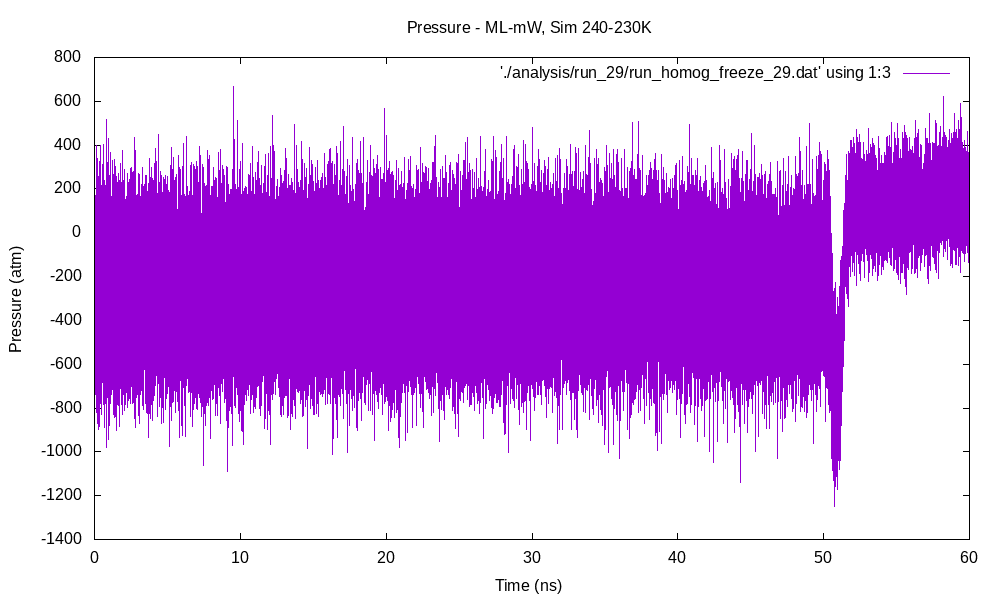 Pressure - ML-mW, Sim 240-230K
'./analysis/run_29/run_homog_freeze_29.dat' using 1:3
800
600
400
200
0
-200
-400
-600
-800
-1000
-1200
-1400
Pressure (atm)
0 10 20 30 40 50 60
Time (ns)